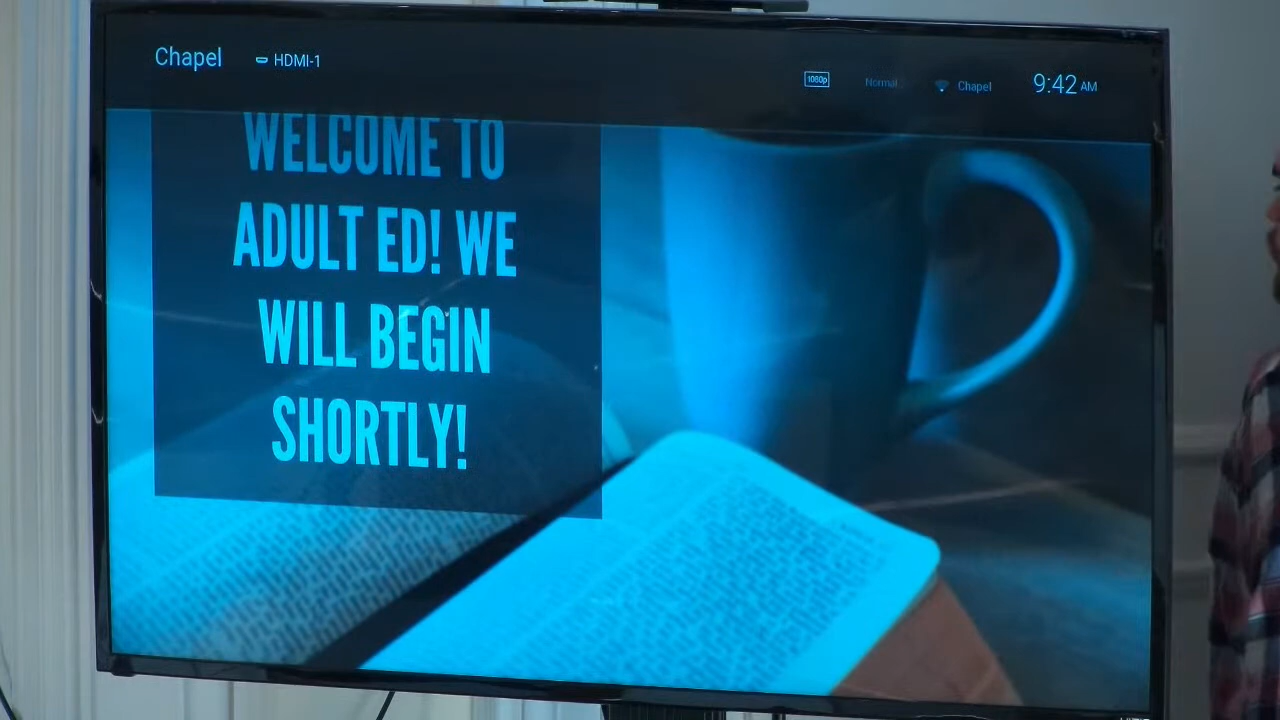 Chapel HDMI-1 1080p Normal Chapel 9:42 AM
WELCOME TO
ADULT ED! WE
WILL BEGIN
SHORTLY!